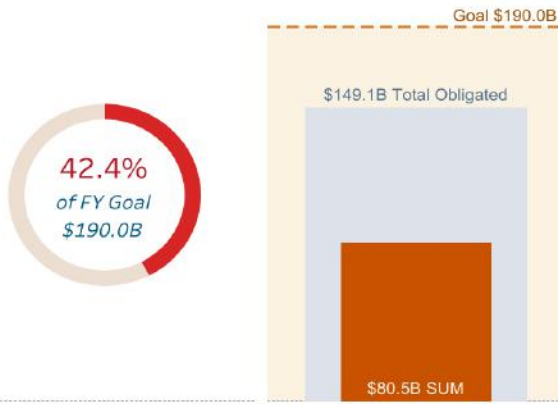 42.4%
of FY Goal
$190.0B
Goal $190.0B
$149.1B Total Obligated
$80.5B SUM